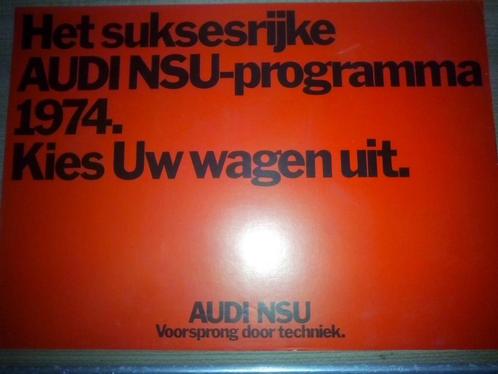 Het suksesrijke
AUDI NSU-programma
1974.
Kies Uw wagen uit.
AUDI NSU
Voorsprong door techniek.